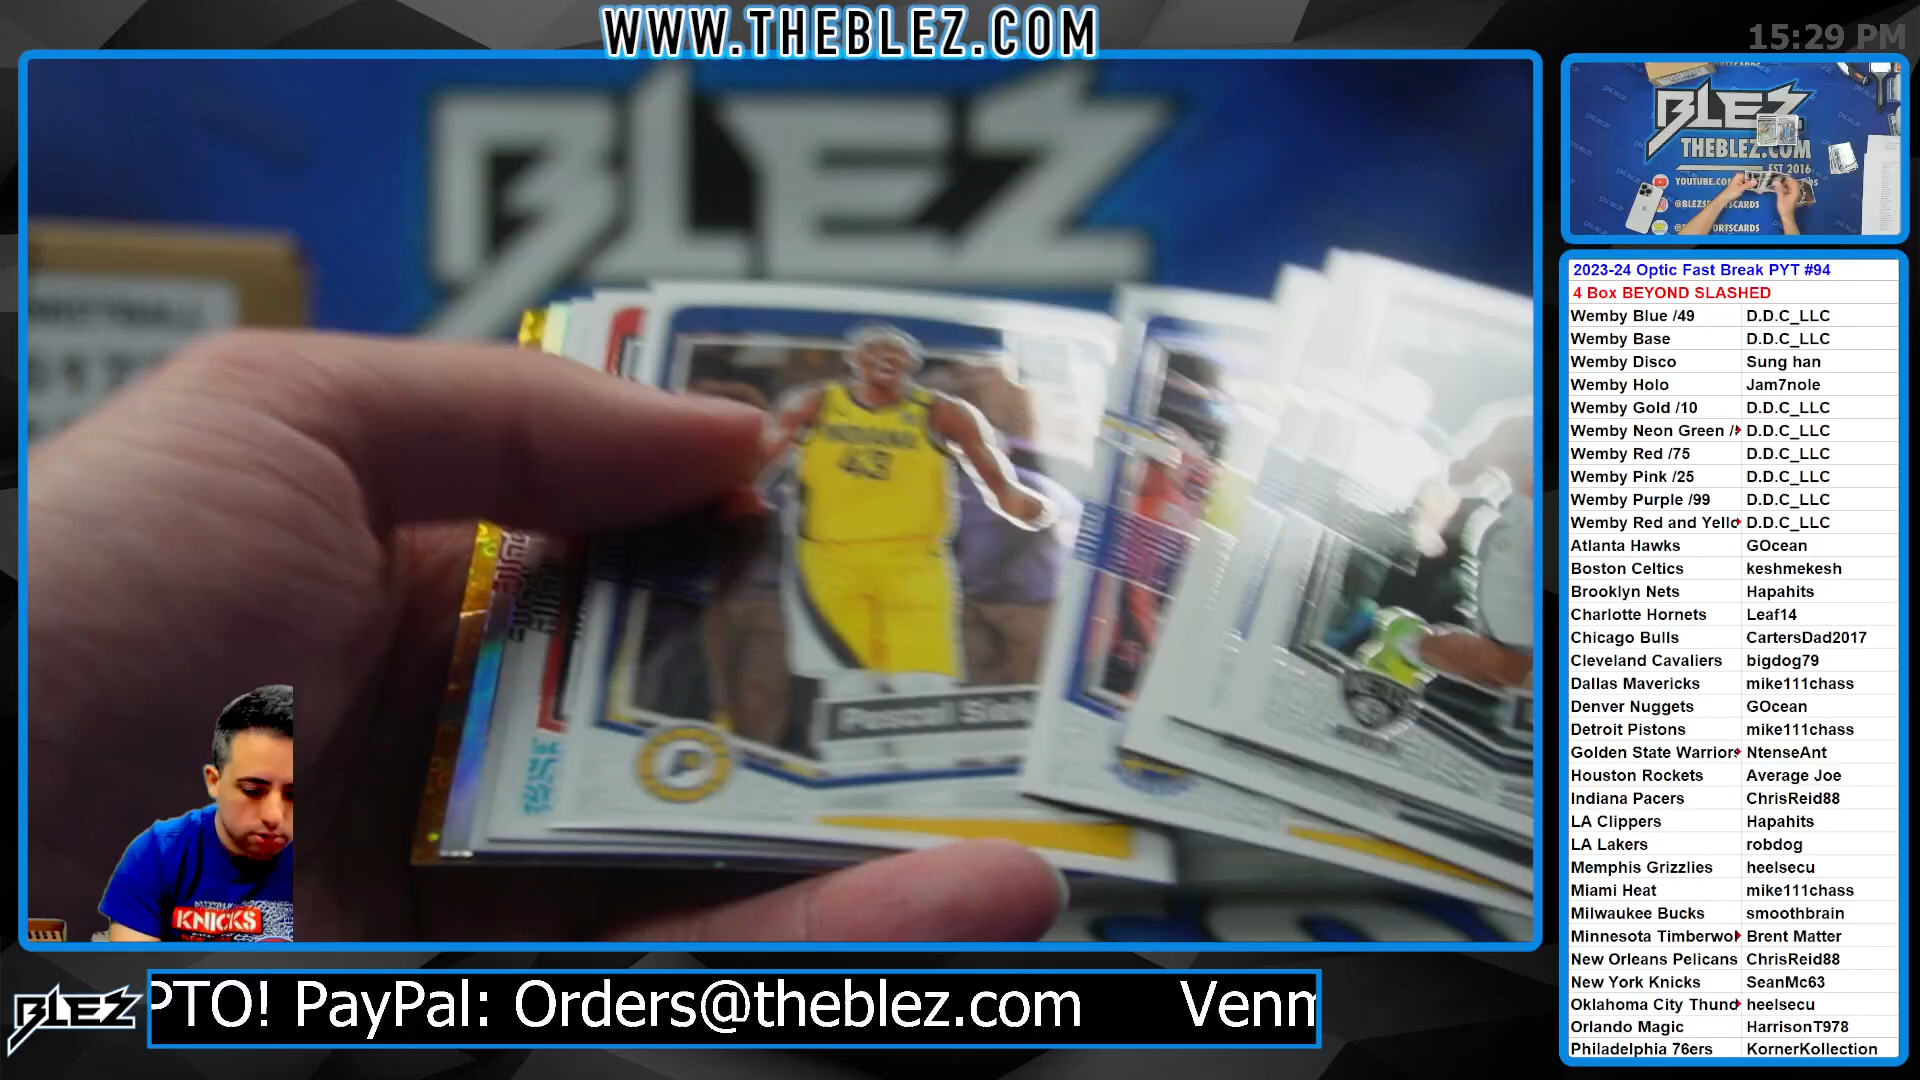 WWW.THEBLEZ.COM
15:29 PM
BLEZ
BLEZ
THEBLEZ.COM
EST 2016
YOUTUBE.CO
INDIANA
43
Pascal
KNICKS
BLEZ
PTO! PayPal: Orders@theblez.com Venm
2023-24 Optic Fast Break PYT #94
4 Box BEYOND SLASHED
Wemby Blue /49 D.D.C_LLC
Wemby Base D.D.C_LLC
Wemby Disco Sung han
Wemby Holo Jam7nole
Wemby Gold /10 D.D.C_LLC
Wemby Neon Green / D.D.C_LLC
Wemby Red /75 D.D.C_LLC
Wemby Pink /25 D.D.C_LLC
Wemby Purple /99 D.D.C_LLC
Wemby Red and Yello D.D.C_LLC
Atlanta Hawks GOcean
Boston Celtics keshmekesh
Brooklyn Nets Hapahits
Charlotte Hornets Leaf14
Chicago Bulls CartersDad2017
Cleveland Cavaliers bigdog79
Dallas Mavericks mike111chass
Denver Nuggets GOcean
Detroit Pistons mike111chass
Golden State Warriors NtenseAnt
Houston Rockets Average Joe
Indiana Pacers ChrisReid88
LA Clippers Hapahits
LA Lakers robdog
Memphis Grizzlies heelsecu
Miami Heat mike111chass
Milwaukee Bucks smoothbrain
Minnesota Timberwol Brent Matter
New Orleans Pelicans ChrisReid88
New York Knicks SeanMc63
Oklahoma City Thund heelsecu
Orlando Magic HarrisonT978
Philadelphia 76ers KornerKollection